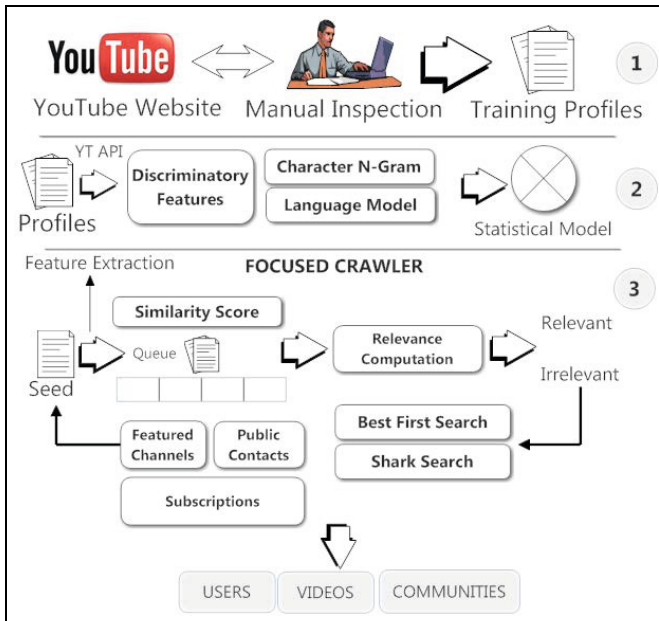 YouTube
1
YouTube Website
Manual Inspection
Training Profiles
YT API
Discriminatory
Features
Character N-Gram
Language Model
2
Profiles
Statistical Model
Feature Extraction
FOCUSED CRAWLER
3
Similarity Score
Queue
Relevance
Computation
Relevant
Irrelevant
Seed
Featured
Channels
Public
Contacts
Best First Search
Shark Search
Subscriptions
USERS
VIDEOS
COMMUNITIES